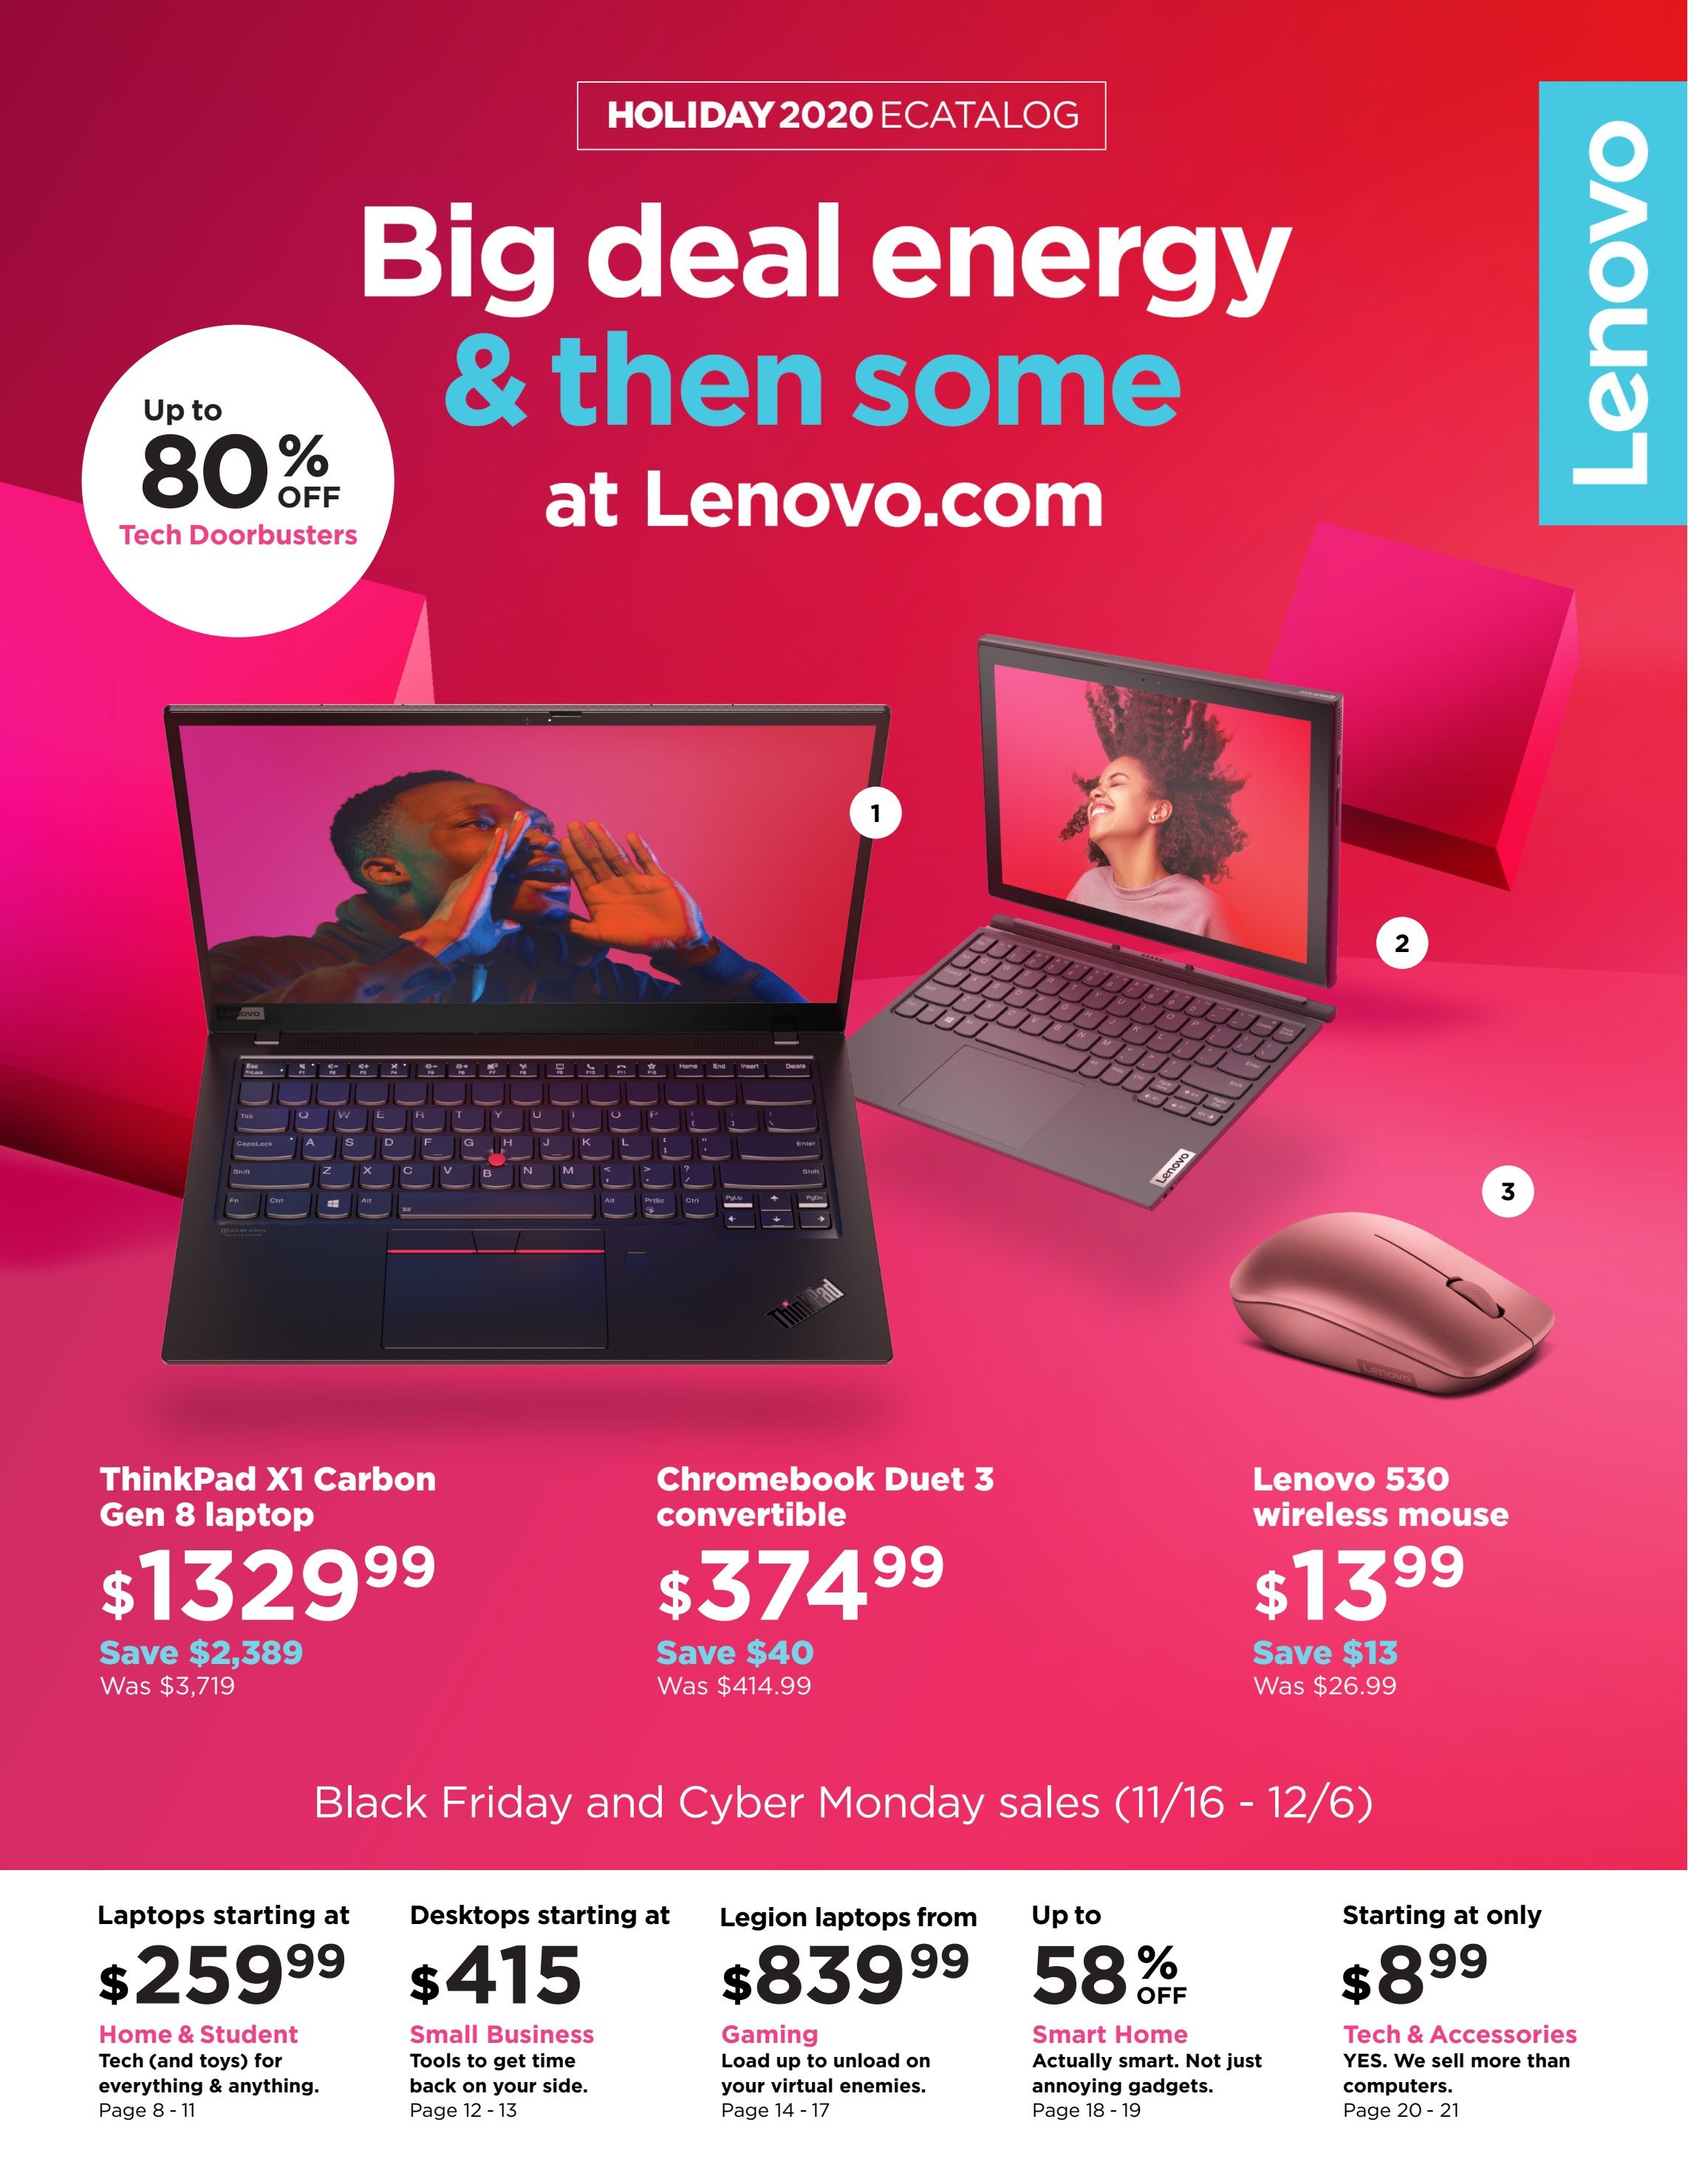 HOLIDAY 2020 ECATALOG
Lenovo
Big deal energy
& then some
at Lenovo.com
Up to
80% OFF
Tech Doorbusters
1
2
3
Lenovo
ThinkPad
Lenovo
Lenovo
ThinkPad X1 Carbon
Gen 8 laptop
$1329 99
Save $2,389
Was $3,719
Chromebook Duet 3
convertible
$374 99
Save $40
Was $414.99
Lenovo 530
wireless mouse
$13 99
Save $13
Was $26.99
Black Friday and Cyber Monday sales (11/16 - 12/6)
Laptops starting at
$259 99
Home & Student
Tech (and toys) for
everything & anything.
Page 8 - 11
Desktops starting at
$415
Small Business
Tools to get time
back on your side.
Page 12 - 13
Legion laptops from
$839 99
Gaming
Load up to unload on
your virtual enemies.
Page 14 - 17
Up to
58% OFF
Smart Home
Actually smart. Not just
annoying gadgets.
Page 18 - 19
Starting at only
$8 99
Tech & Accessories
YES. We sell more than
computers.
Page 20 - 21